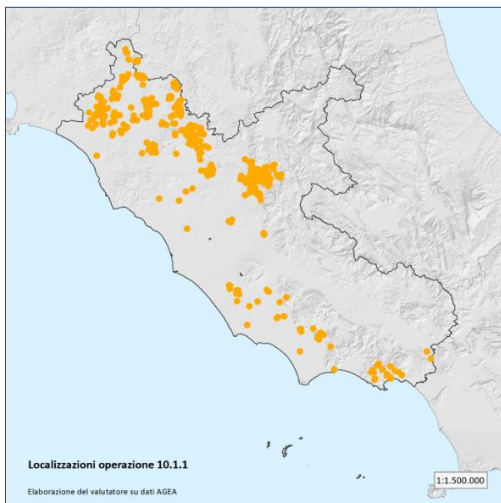 Localizzazioni operazione 10.1.1
1:1.500.000
Elaborazione del valutatore su dati AGEA